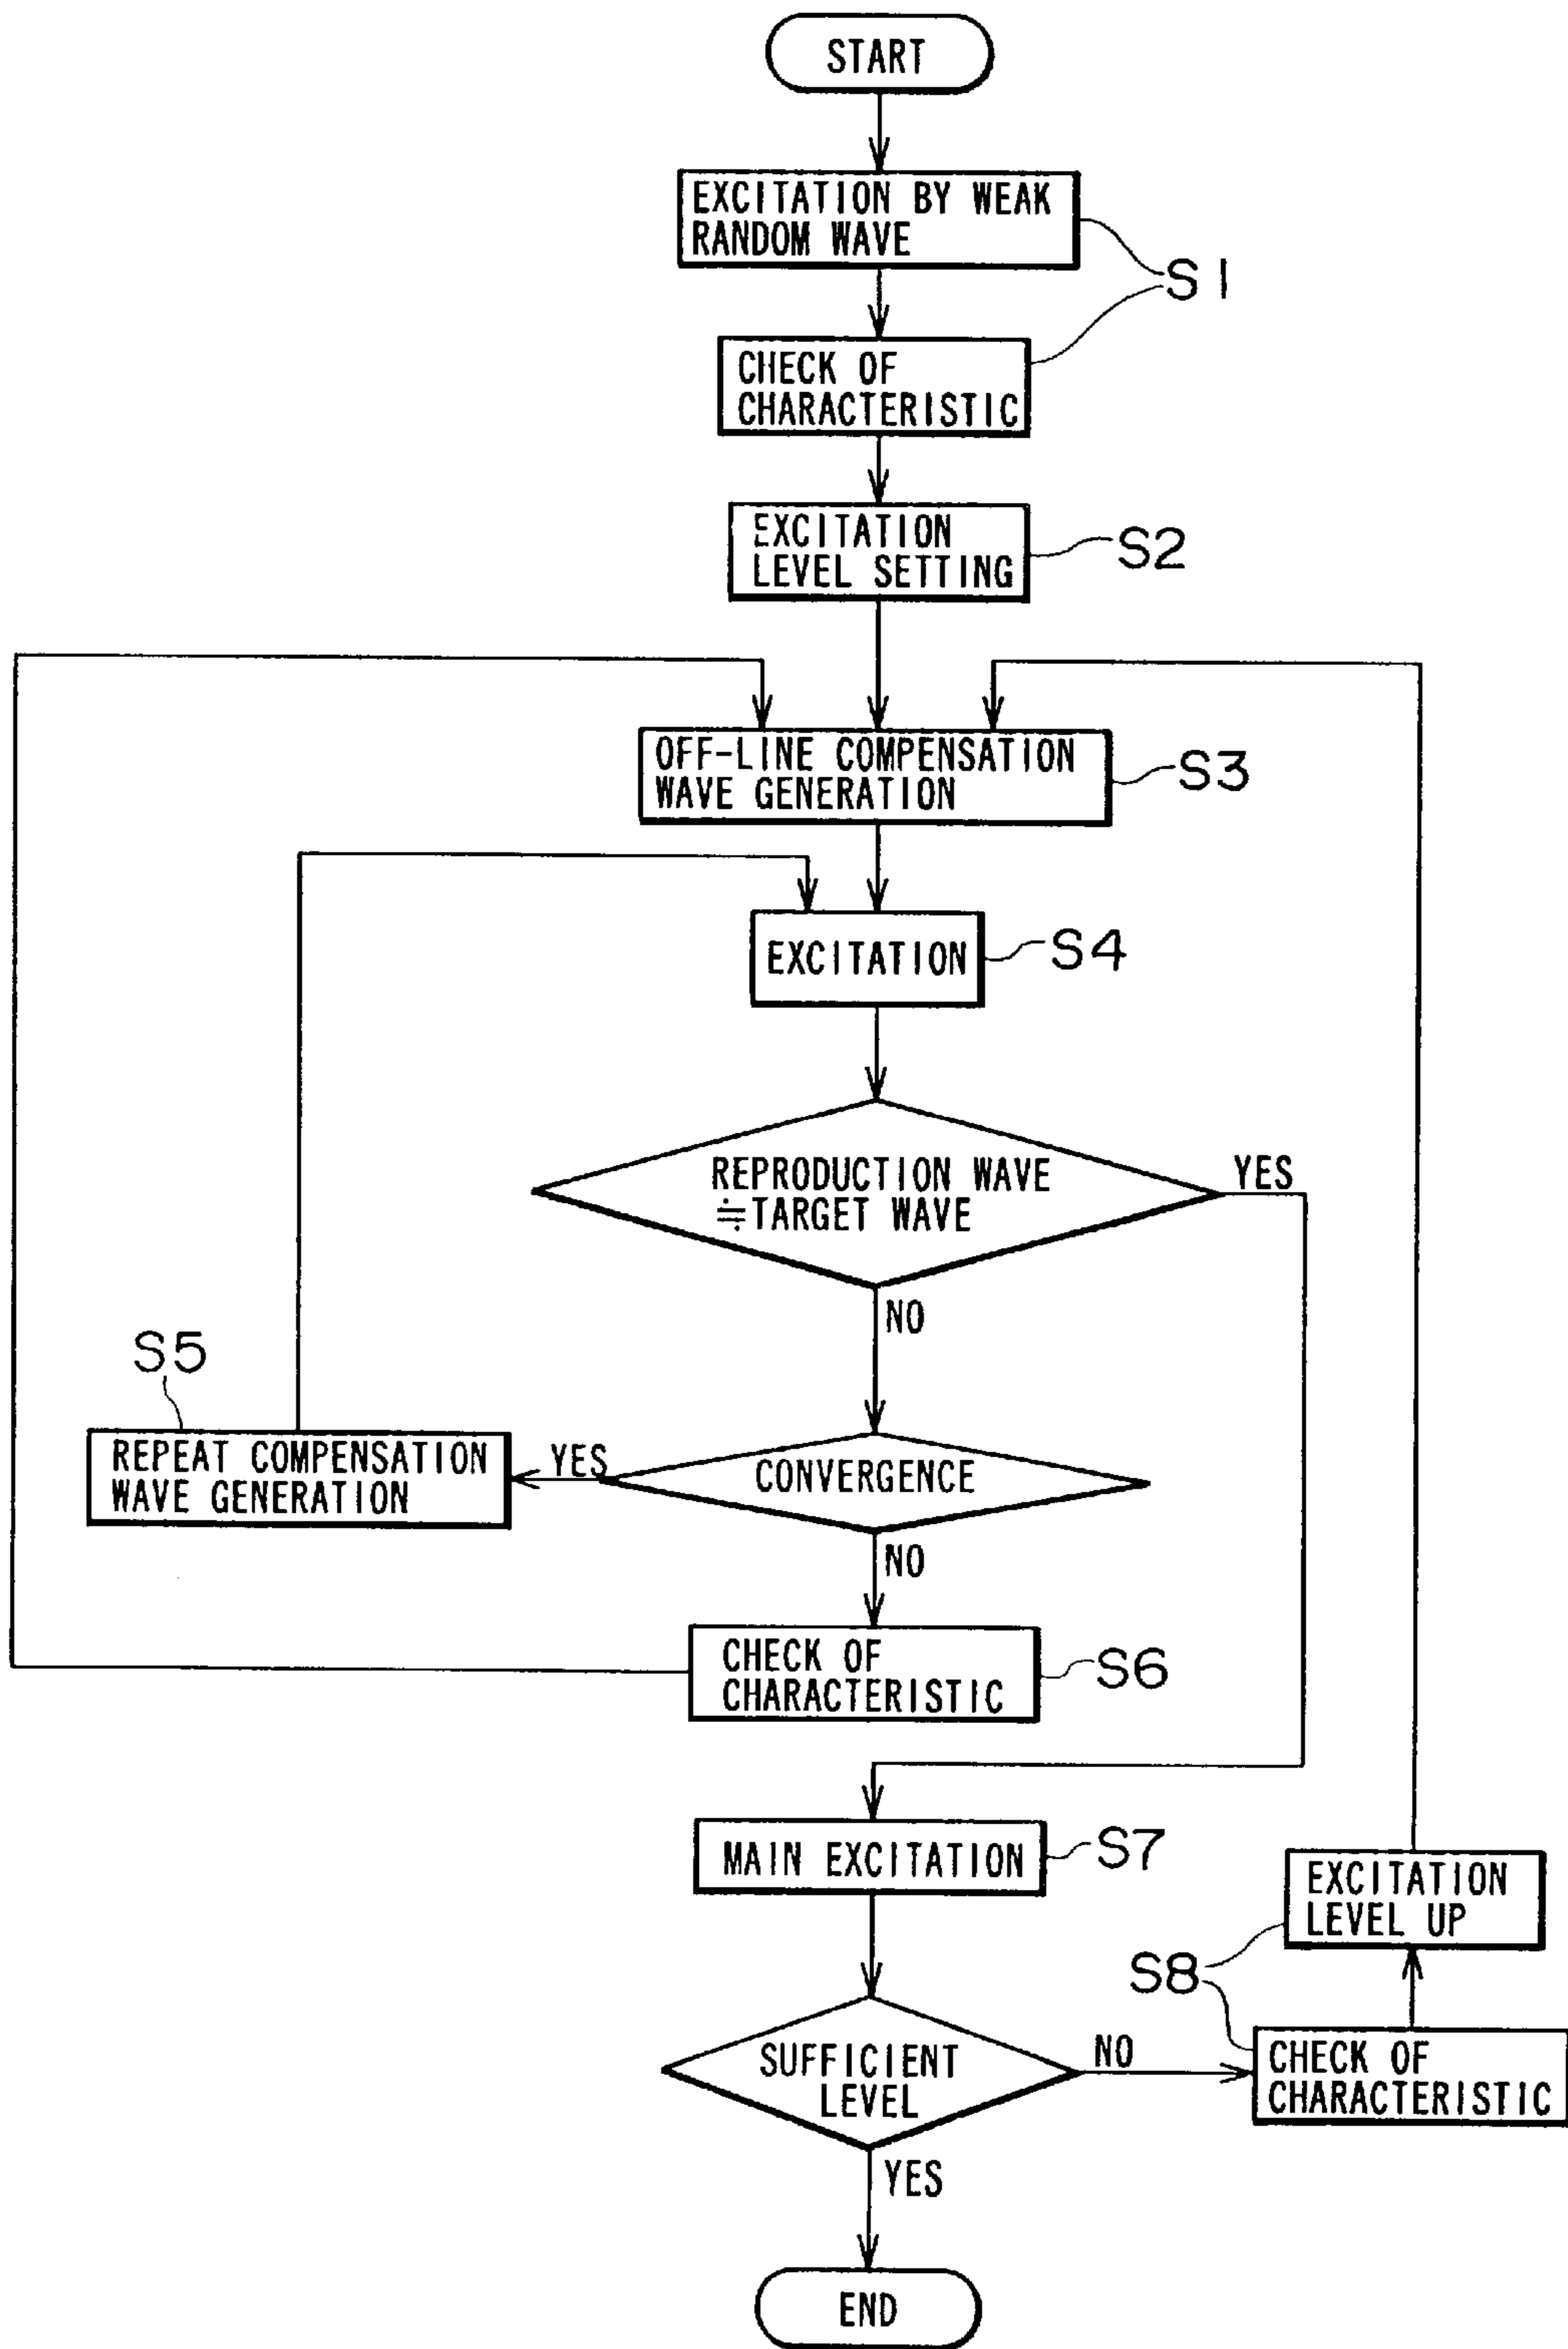 START
EXCITATION BY WEAK
RANDOM WAVE
S1
CHECK OF
CHARACTERISTIC
EXCITATION
LEVEL SETTING
S2
OFF-LINE COMPENSATION
WAVE GENERATION
S3
EXCITATION
S4
REPRODUCTION WAVE
≒TARGET WAVE
YES
NO
S5
REPEAT COMPENSATION
WAVE GENERATION
YES
CONVERGENCE
NO
CHECK OF
CHARACTERISTIC
S6
MAIN EXCITATION
S7
EXCITATION
LEVEL UP
S8
SUFFICIENT
LEVEL
NO
CHECK OF
CHARACTERISTIC
YES
END